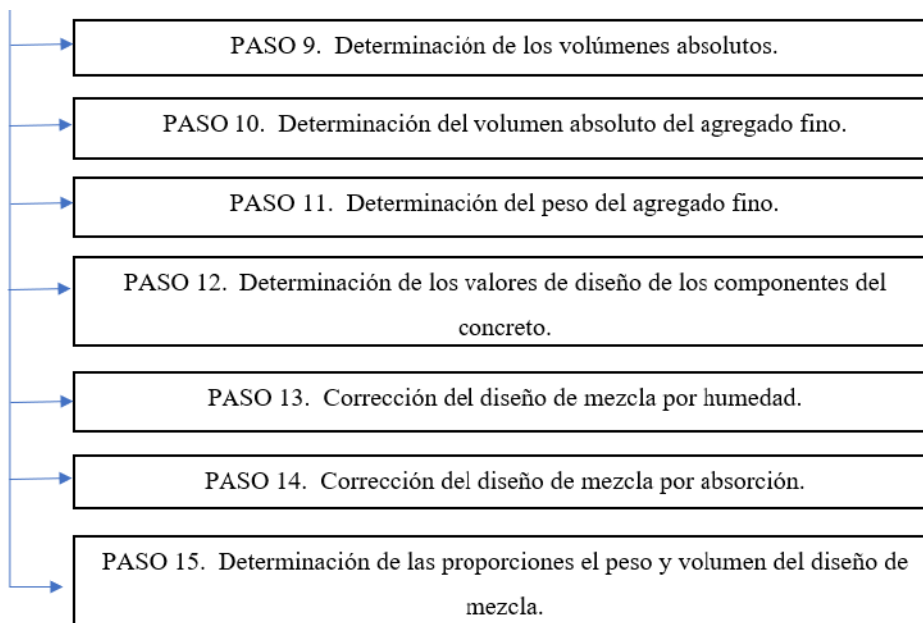 PASO 9. Determinación de los volúmenes absolutos.
PASO 10. Determinación del volumen absoluto del agregado fino.
PASO 11. Determinación del peso del agregado fino.
PASO 12. Determinación de los valores de diseño de los componentes del
concreto.
PASO 13. Corrección del diseño de mezcla por humedad.
PASO 14. Corrección del diseño de mezcla por absorción.
PASO 15. Determinación de las proporciones el peso y volumen del diseño de
mezcla.